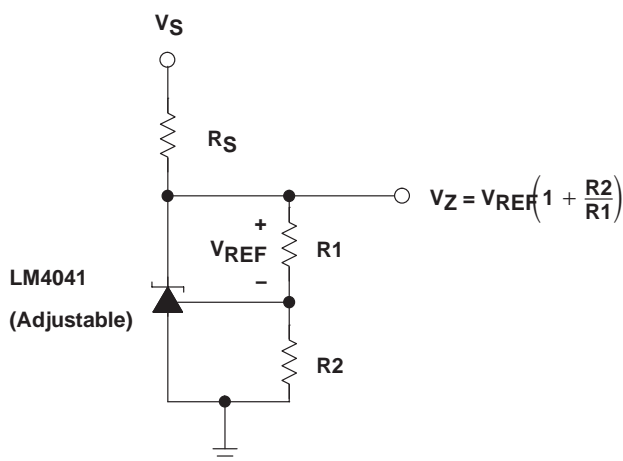 VS
RS
VZ = VREF(1 + R2/R1)
+
VREF
R1
−
LM4041
(Adjustable)
R2